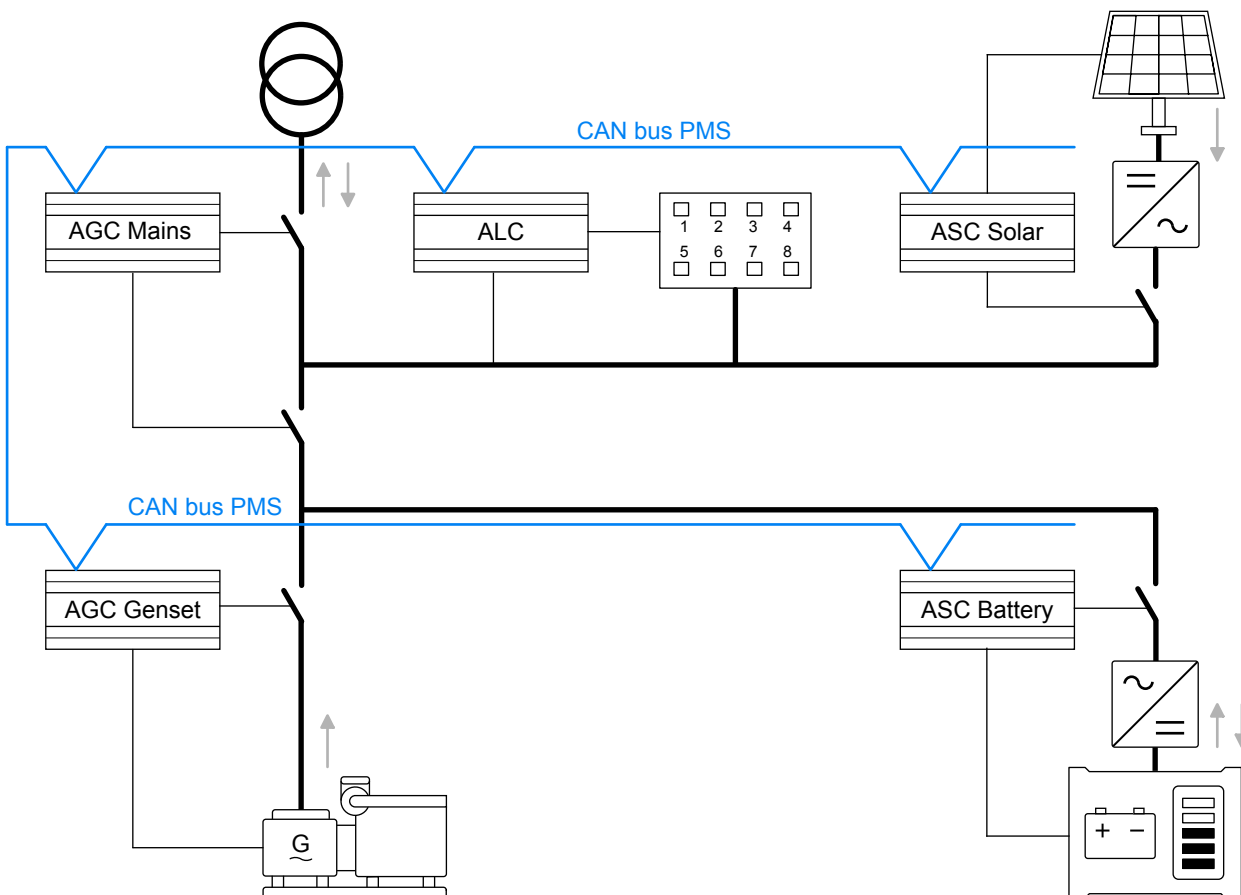 CAN bus PMS
AGC Mains
ALC
1 2 3 4
5 6 7 8
ASC Solar
CAN bus PMS
AGC Genset
ASC Battery
G
+ −